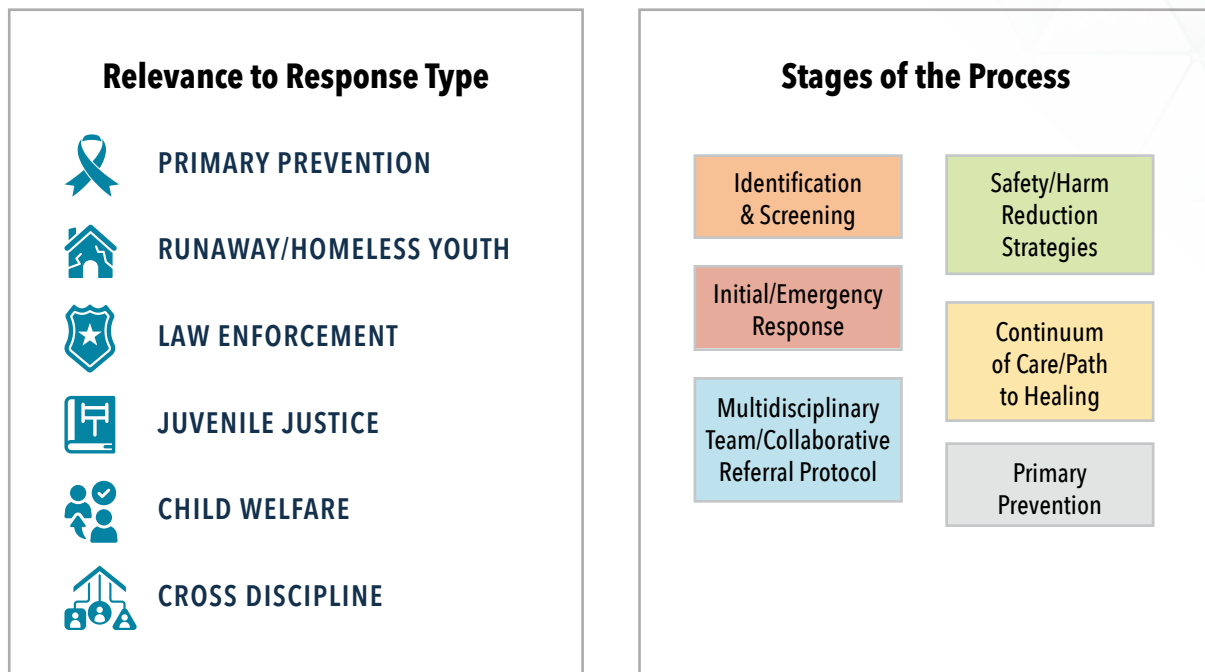 Relevance to Response Type
PRIMARY PREVENTION
RUNAWAY/HOMELESS YOUTH
LAW ENFORCEMENT
JUVENILE JUSTICE
CHILD WELFARE
CROSS DISCIPLINE
Stages of the Process
Identification
& Screening
Initial/Emergency
Response
Multidisciplinary
Team/Collaborative
Referral Protocol
Safety/Harm
Reduction
Strategies
Continuum
of Care/Path
to Healing
Primary
Prevention